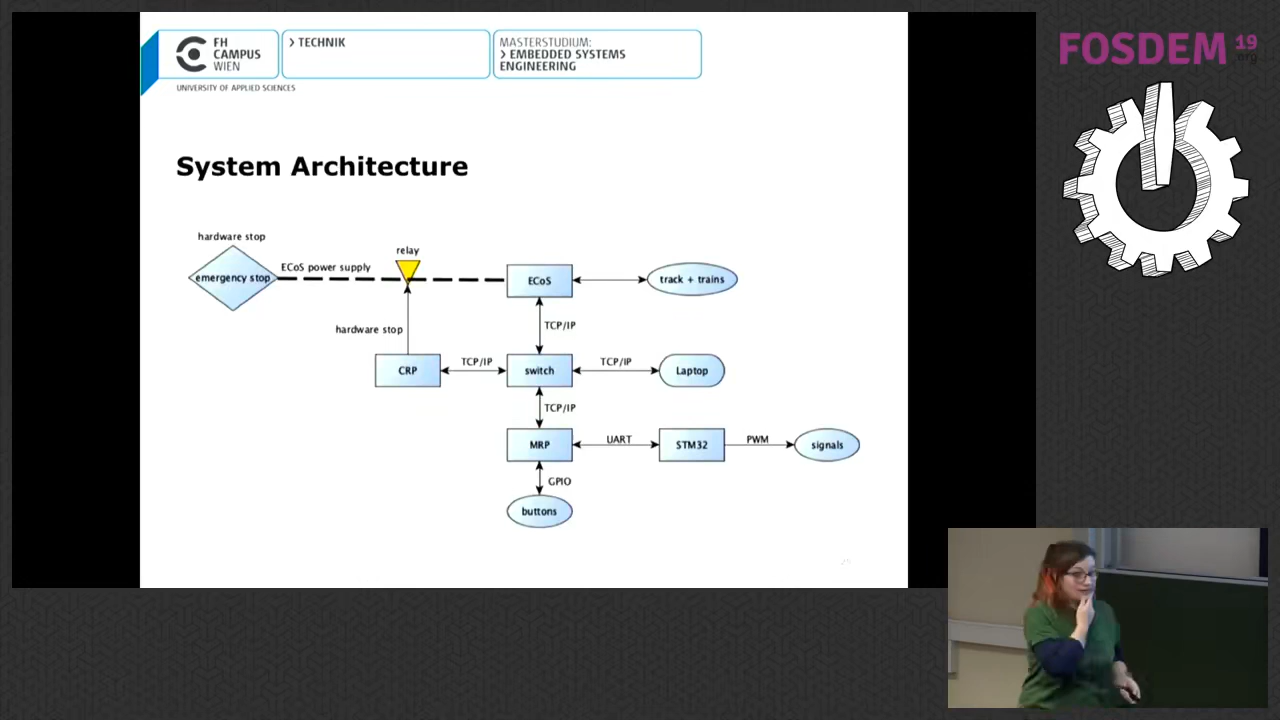 FH
CAMPUS
WIEN
> TECHNIK
MASTERSTUDIUM:
> EMBEDDED SYSTEMS
ENGINEERING
UNIVERSITY OF APPLIED SCIENCES
FOSDEM 19
.org
System Architecture
hardware stop
emergency stop
ECoS power supply
relay
ECoS
track + trains
hardware stop
TCP/IP
CRP
TCP/IP
switch
TCP/IP
Laptop
TCP/IP
MRP
UART
STM32
PWM
signals
GPIO
buttons